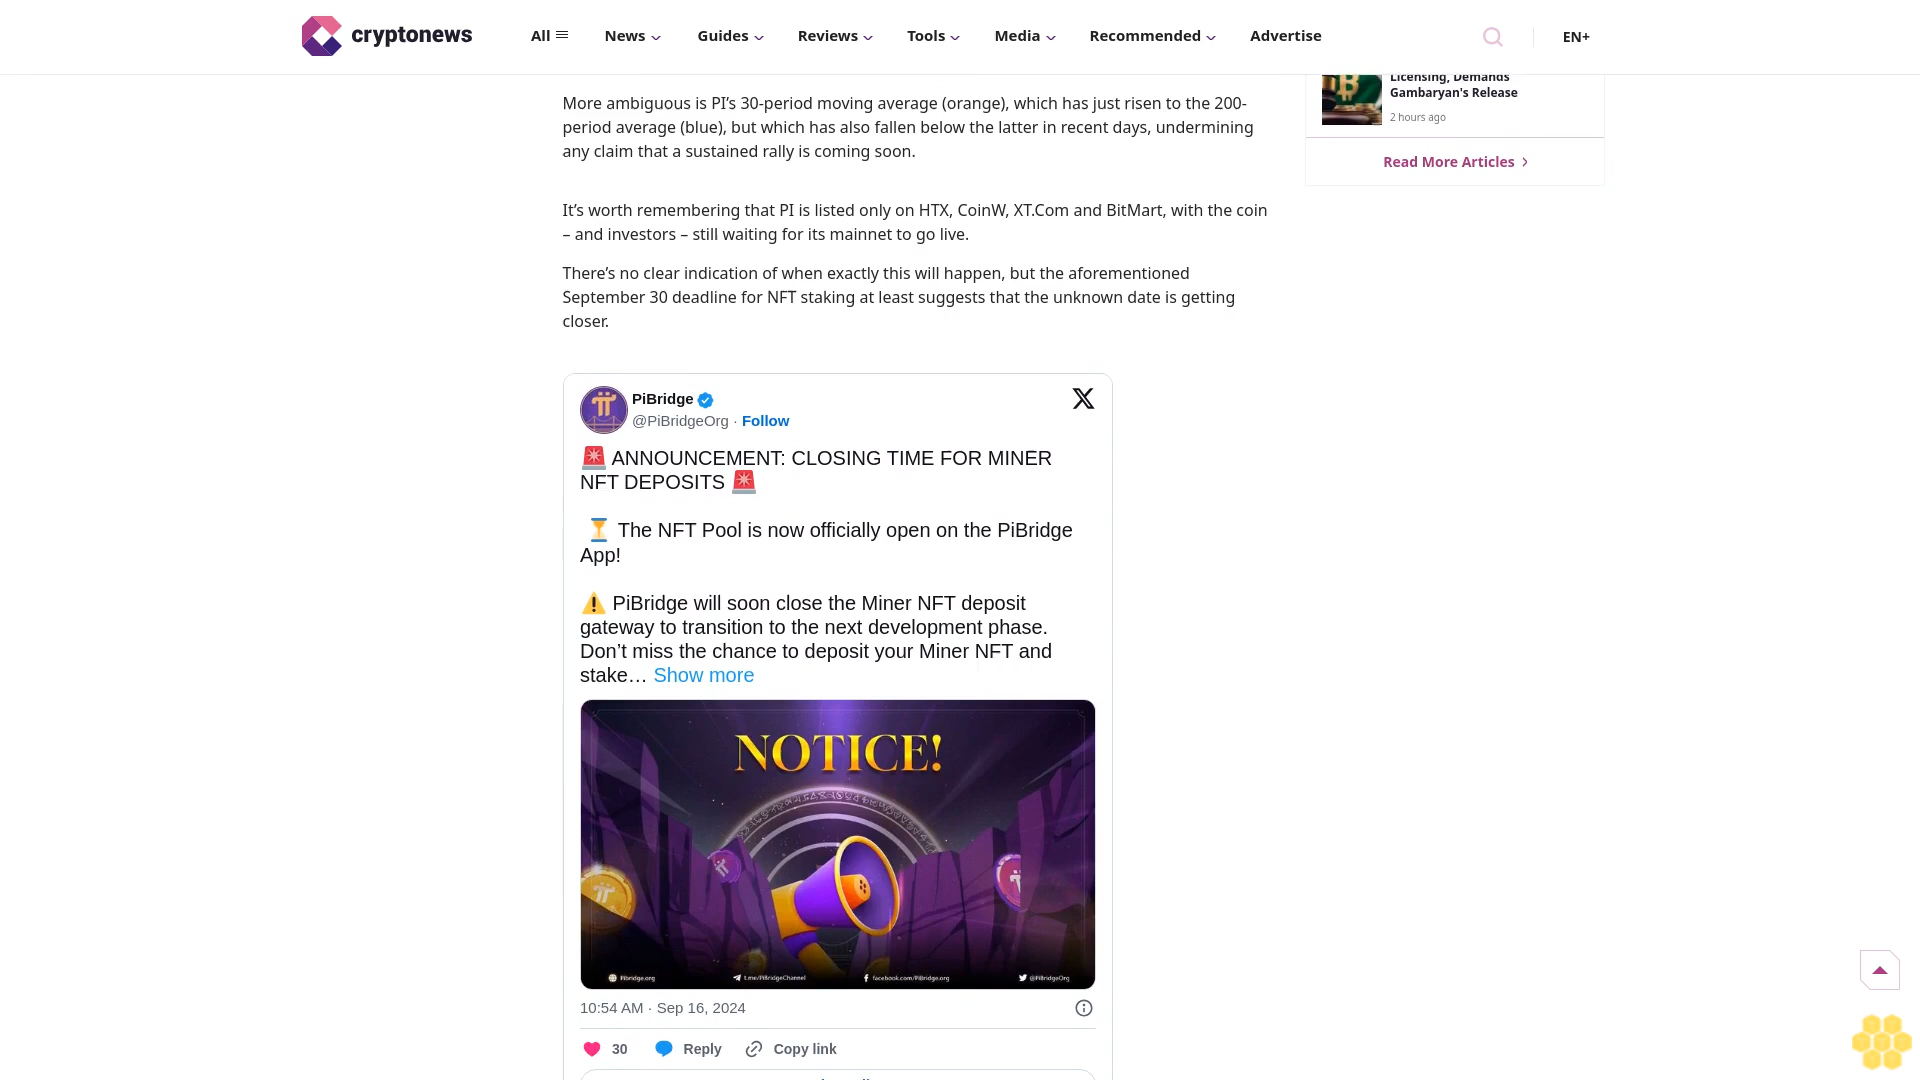 cryptonews
All
News
Guides
Reviews
Tools
Media
Recommended
Advertise
EN+
More ambiguous is PI’s 30-period moving average (orange), which has just risen to the 200-
period average (blue), but which has also fallen below the latter in recent days, undermining
any claim that a sustained rally is coming soon.
It’s worth remembering that PI is listed only on HTX, CoinW, XT.Com and BitMart, with the coin
– and investors – still waiting for its mainnet to go live.
There’s no clear indication of when exactly this will happen, but the aforementioned
September 30 deadline for NFT staking at least suggests that the unknown date is getting
closer.
Licensing, Demands
Gambaryan's Release
2 hours ago
Read More Articles
PiBridge
@PiBridgeOrg · Follow
🚨 ANNOUNCEMENT: CLOSING TIME FOR MINER
NFT DEPOSITS 🚨
⏳ The NFT Pool is now officially open on the PiBridge
App!
⚠️ PiBridge will soon close the Miner NFT deposit
gateway to transition to the next development phase.
Don’t miss the chance to deposit your Miner NFT and
stake… Show more
NOTICE!
Pibridge.org
t.me/PiBridgeChannel
facebook.com/PiBridge.org
@PiBridgeOrg
10:54 AM · Sep 16, 2024
30
Reply
Copy link